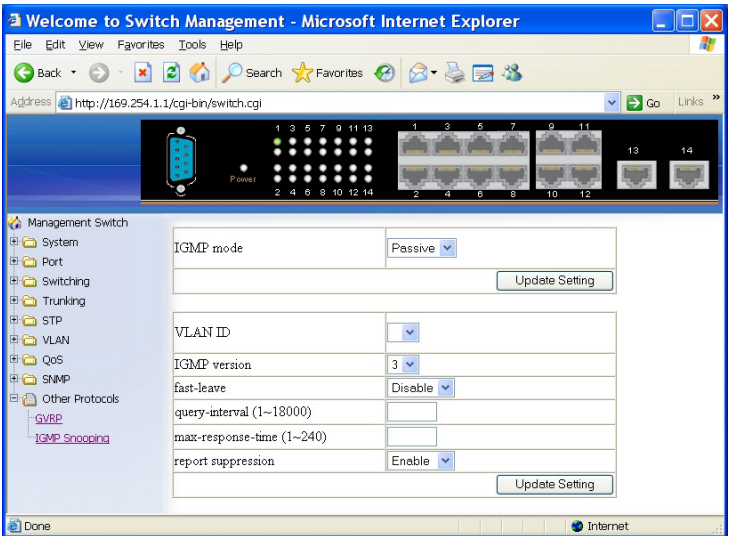 Welcome to Switch Management - Microsoft Internet Explorer
File Edit View Favorites Tools Help
Back Search Favorites
Address http://169.254.1.1/cgi-bin/switch.cgi Go Links »
1 3 5 7 9 11 13
Power
2 4 6 8 10 12 14
1 3 5 7 9 11
13 14
2 4 6 8 10 12
Management Switch
System
Port
Switching
Trunking
STP
VLAN
QoS
SNMP
Other Protocols
GVRP
IGMP Snooping
IGMP mode Passive
Update Setting
VLAN ID
IGMP version 3
fast-leave Disable
query-interval (1~18000)
max-response-time (1~240)
report suppression Enable
Update Setting
Done Internet